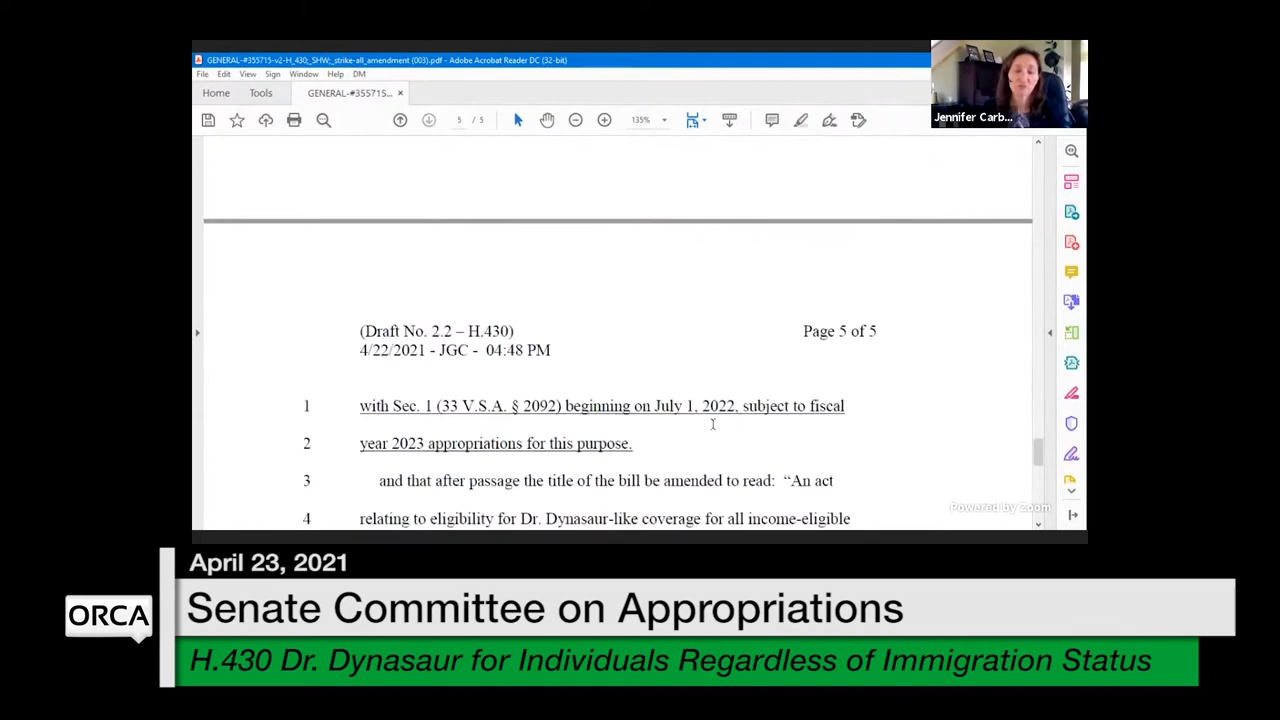 GENERAL-#355715-v2-H_430;_SHW;_strike-all_amendment (003).pdf - Adobe Acrobat Reader DC (32-bit)
File Edit View Sign Window Help DM
Home Tools GENERAL-#355715... ×
5 / 5 135%
Jennifer Carb...
(Draft No. 2.2 – H.430) Page 5 of 5
4/22/2021 - JGC - 04:48 PM
1 with Sec. 1 (33 V.S.A. § 2092) beginning on July 1, 2022, subject to fiscal
2 year 2023 appropriations for this purpose.
3 and that after passage the title of the bill be amended to read: “An act
4 relating to eligibility for Dr. Dynasaur-like coverage for all income-eligible
Powered by Zoom
April 23, 2021
ORCA
Senate Committee on Appropriations
H.430 Dr. Dynasaur for Individuals Regardless of Immigration Status